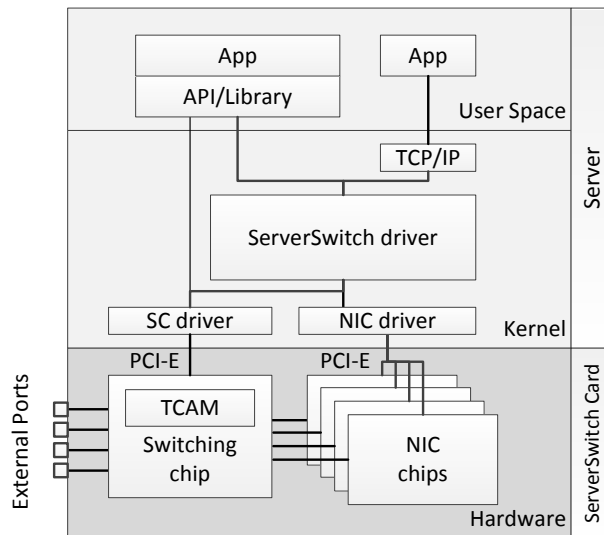 App
App
API/Library
User Space
TCP/IP
Server
ServerSwitch driver
SC driver
NIC driver
Kernel
PCI-E
PCI-E
External Ports
TCAM
Switching
chip
NIC
chips
ServerSwitch Card
Hardware